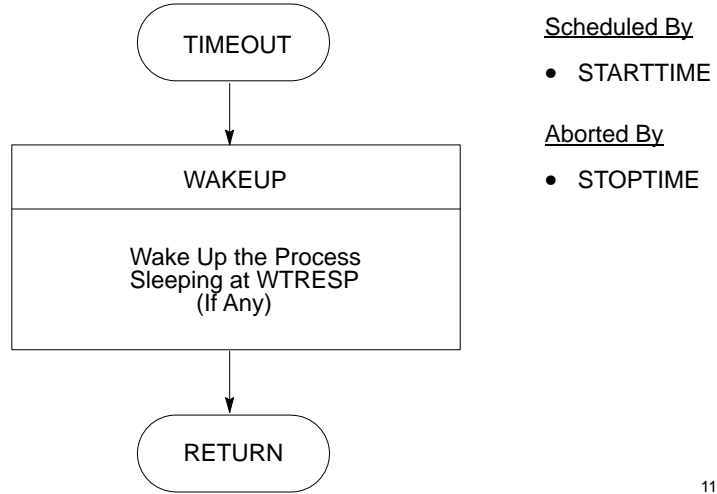 TIMEOUT
WAKEUP
Wake Up the Process
Sleeping at WTRESP
(If Any)
RETURN
Scheduled By
• STARTTIME
Aborted By
• STOPTIME
11